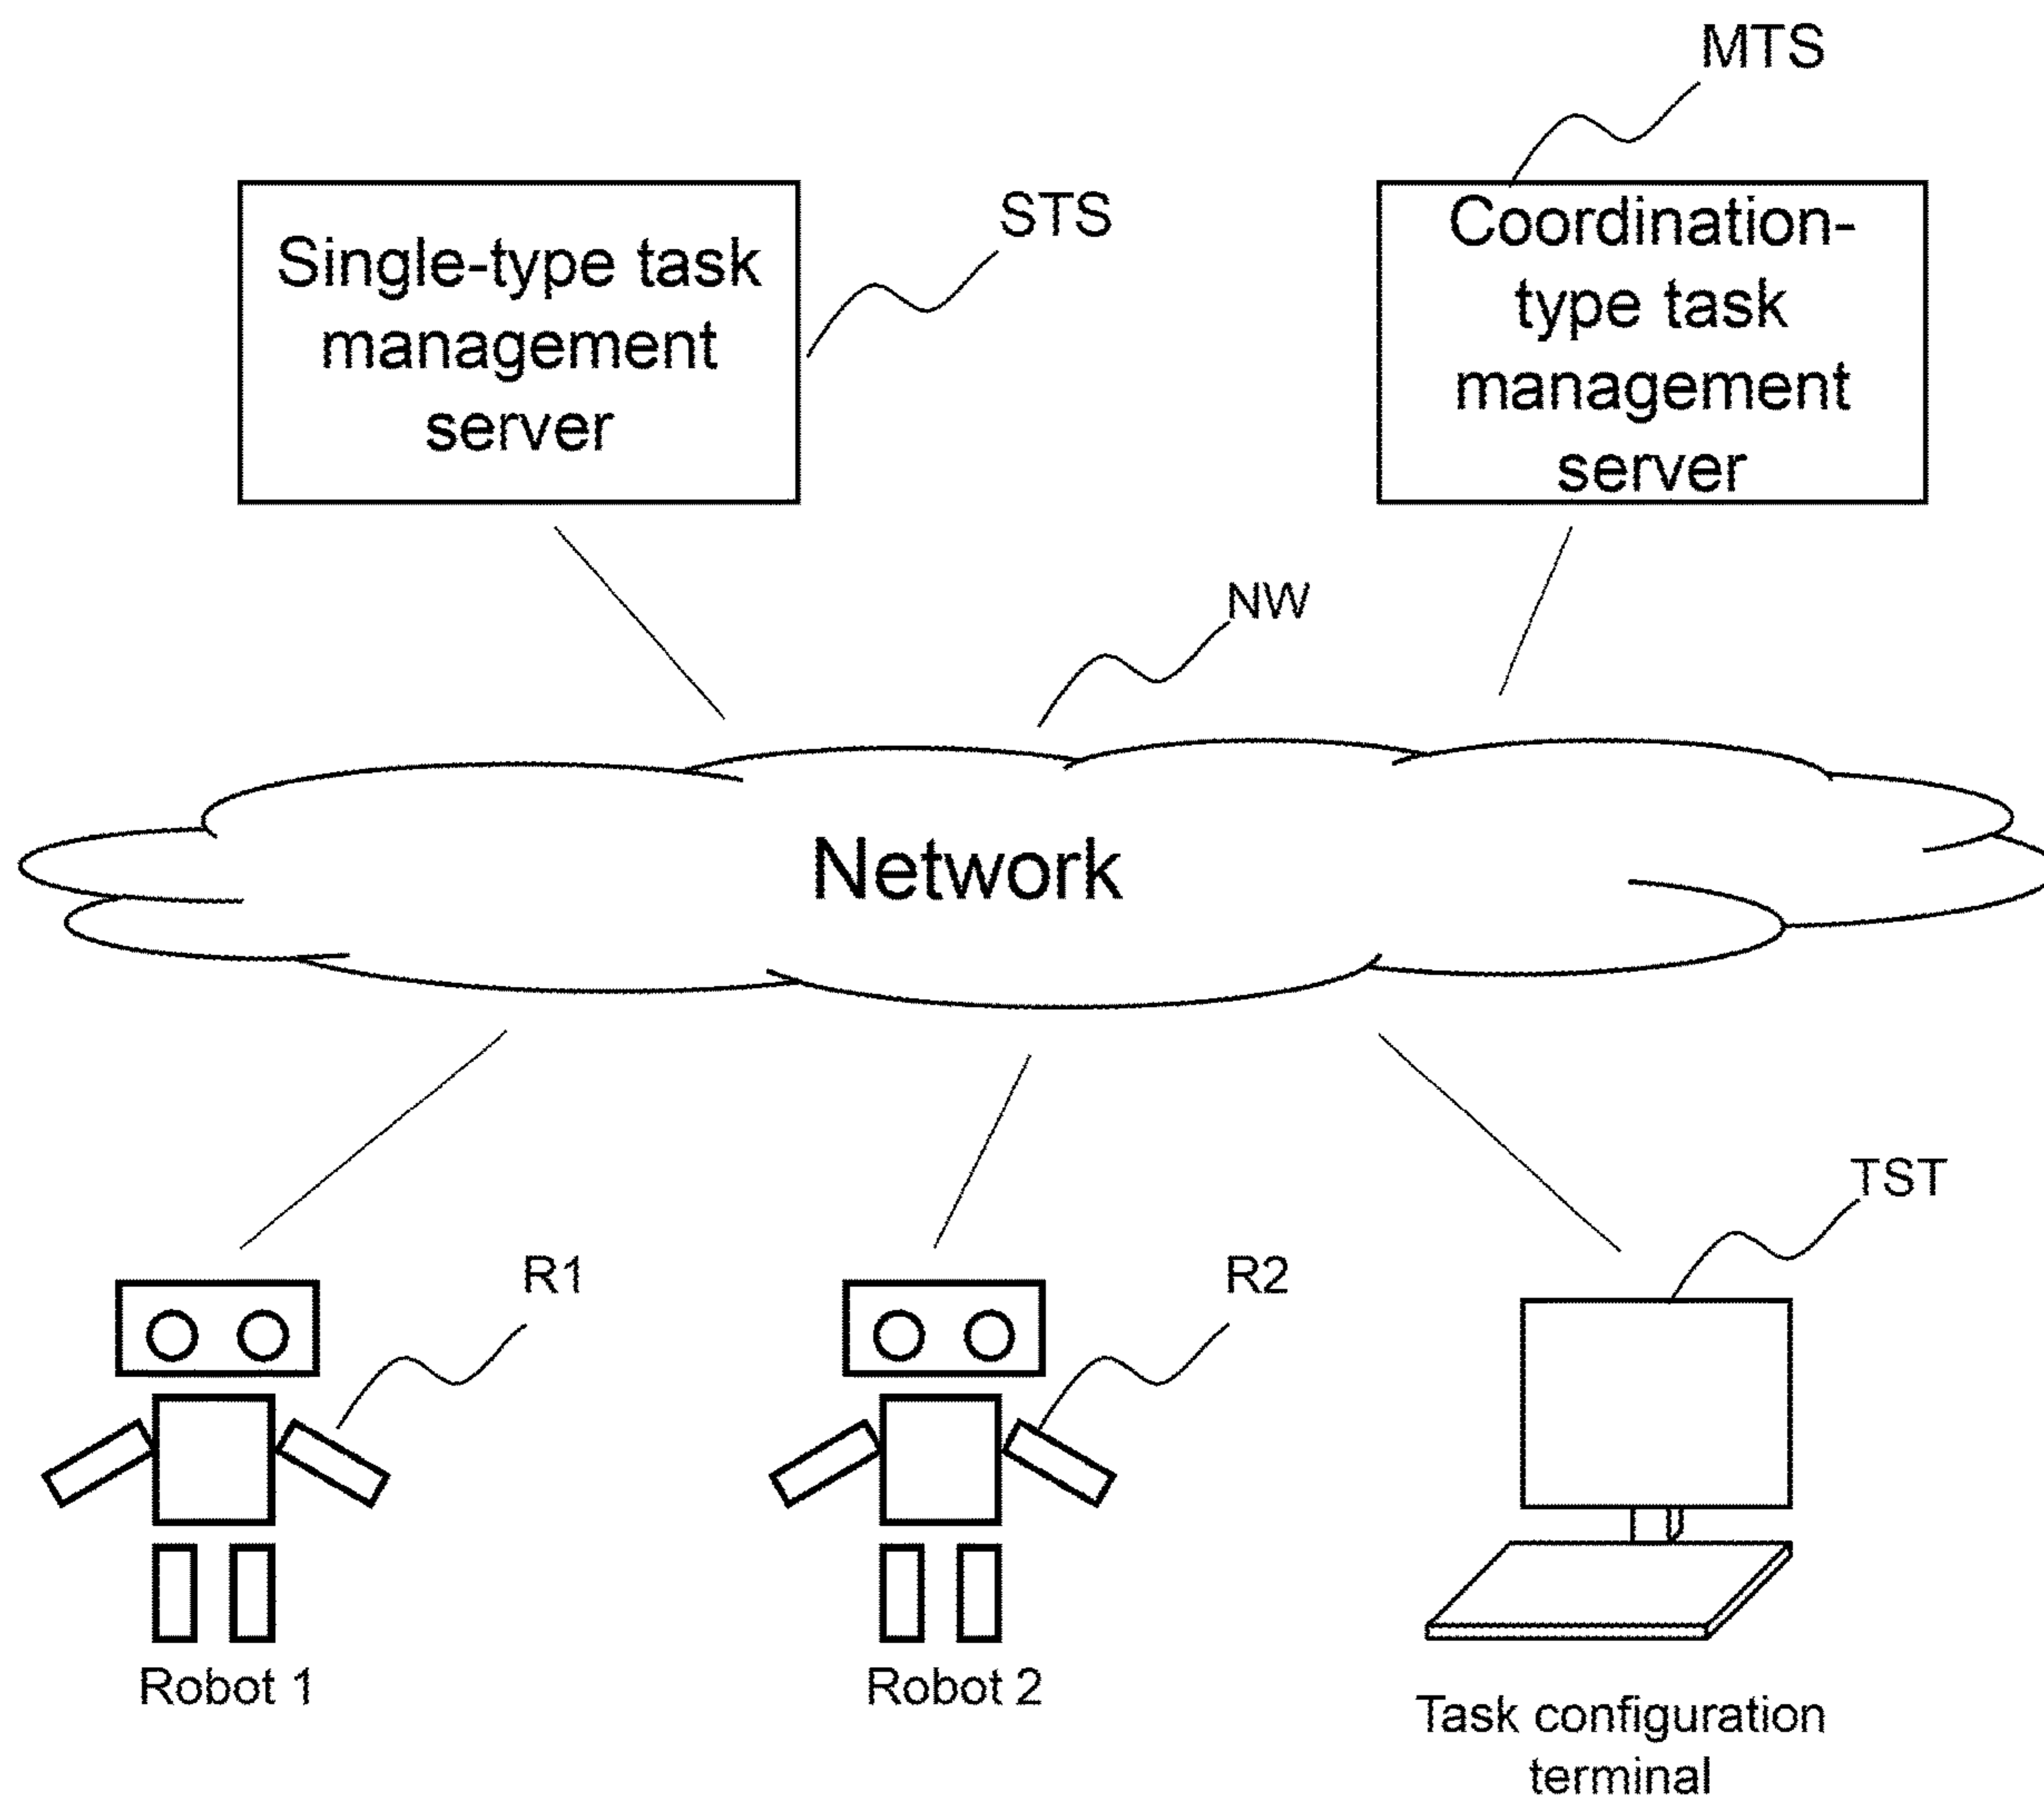 MTS
STS
Single-type task
management
server
Coordination-
type task
management
server
NW
Network
TST
R1
R2
Robot 1
Robot 2
Task configuration
terminal